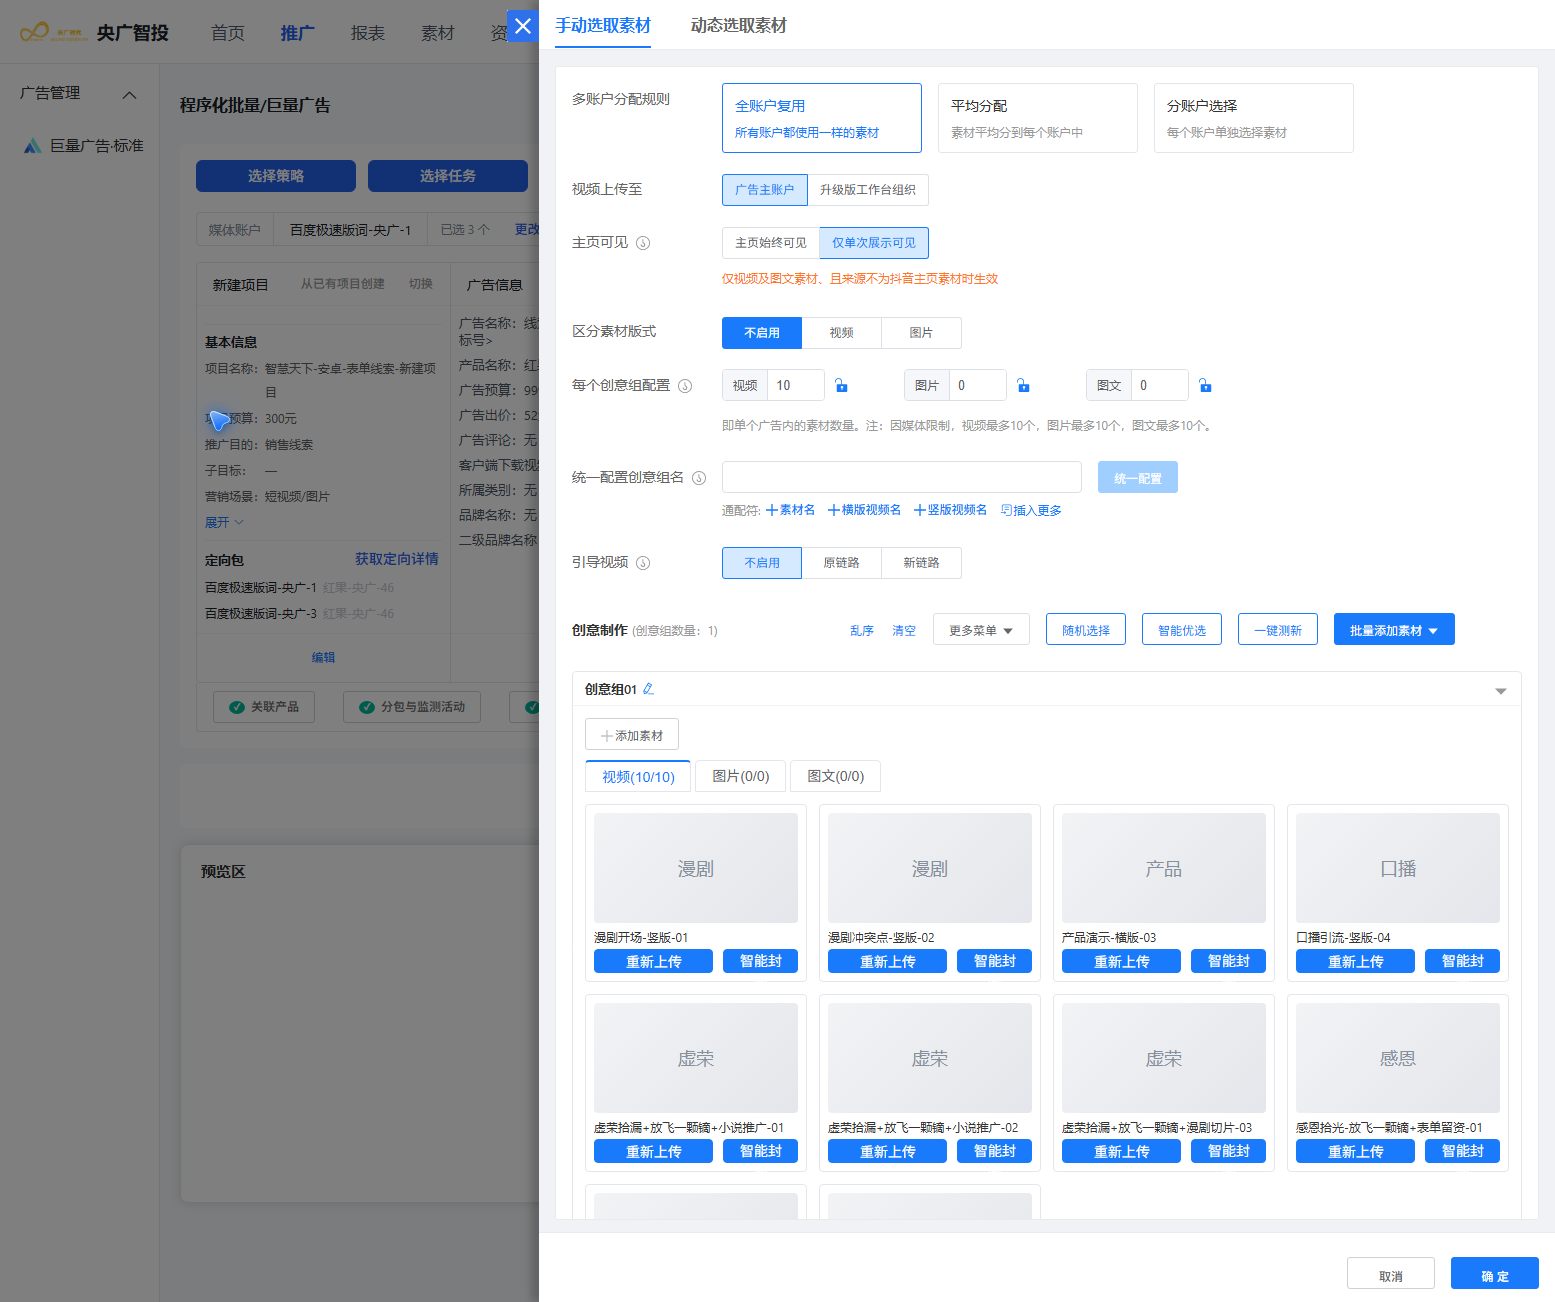 央广智投
首页
推广
报表
素材
资
手动选取素材
动态选取素材
广告管理
巨量广告·标准
程序化批量/巨量广告
选择策略
选择任务
媒体账户
百度极速版词-央广-1
已选 3 个
更改
新建项目
从已有项目创建
切换
基本信息
项目名称：智慧天下-安卓-表单线索-新建项
目
预算：300元
推广目的：销售线索
子目标：—
营销场景：短视频/图片
展开
定向包
获取定向详情
百度极速版词-央广-1 红果-央广-46
百度极速版词-央广-3 红果-央广-46
编辑
广告信息
广告名称：线
标号>
产品名称：红
广告预算：99
广告出价：52
广告评论：无
客户端下载视
所属类别：无
品牌名称：无
二级品牌名称
关联产品
分包与监测活动
预览区
多账户分配规则
全账户复用
所有账户都使用一样的素材
平均分配
素材平均分到每个账户中
分账户选择
每个账户单独选择素材
视频上传至
广告主账户
升级版工作台组织
主页可见
主页始终可见
仅单次展示可见
仅视频及图文素材、且来源不为抖音主页素材时生效
区分素材版式
不启用
视频
图片
每个创意组配置
视频
10
图片
0
图文
0
即单个广告内的素材数量。注：因媒体限制，视频最多10个，图片最多10个，图文最多10个。
统一配置创意组名
统一配置
通配符: 十素材名 十横版视频名 十竖版视频名 插入更多
引导视频
不启用
原链路
新链路
创意制作 (创意组数量：1)
乱序
清空
更多菜单
随机选择
智能优选
一键测新
批量添加素材
创意组01
十添加素材
视频(10/10)
图片(0/0)
图文(0/0)
漫剧
漫剧
产品
口播
漫剧开场-竖版-01
漫剧冲突点-竖版-02
产品演示-横版-03
口播引流-竖版-04
重新上传
智能封
重新上传
智能封
重新上传
智能封
重新上传
智能封
虚荣
虚荣
虚荣
感恩
虚荣拾漏+放飞一颗镝+小说推广-01
虚荣拾漏+放飞一颗镝+小说推广-02
虚荣拾漏+放飞一颗镝+漫剧切片-03
感恩拾光-放飞一颗镝+表单留资-01
重新上传
智能封
重新上传
智能封
重新上传
智能封
重新上传
智能封
取消
确 定